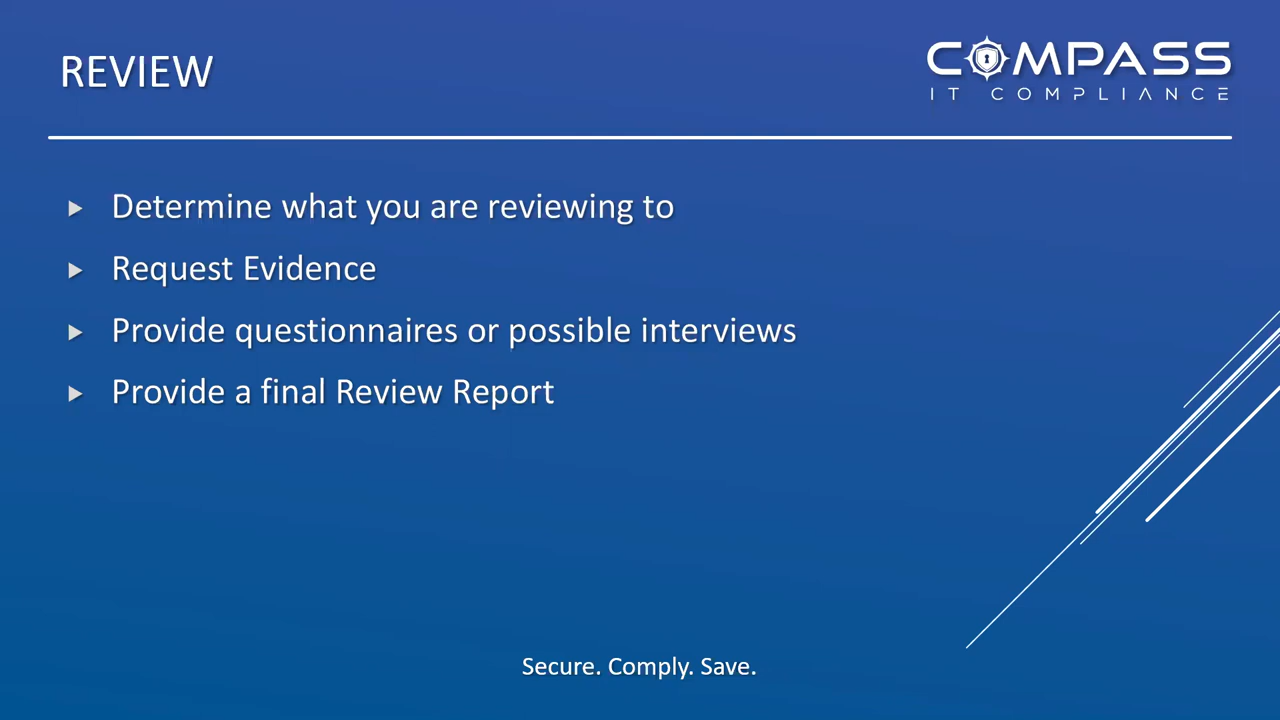 REVIEW
COMPASS
IT COMPLIANCE
Determine what you are reviewing to
Request Evidence
Provide questionnaires or possible interviews
Provide a final Review Report
Secure. Comply. Save.